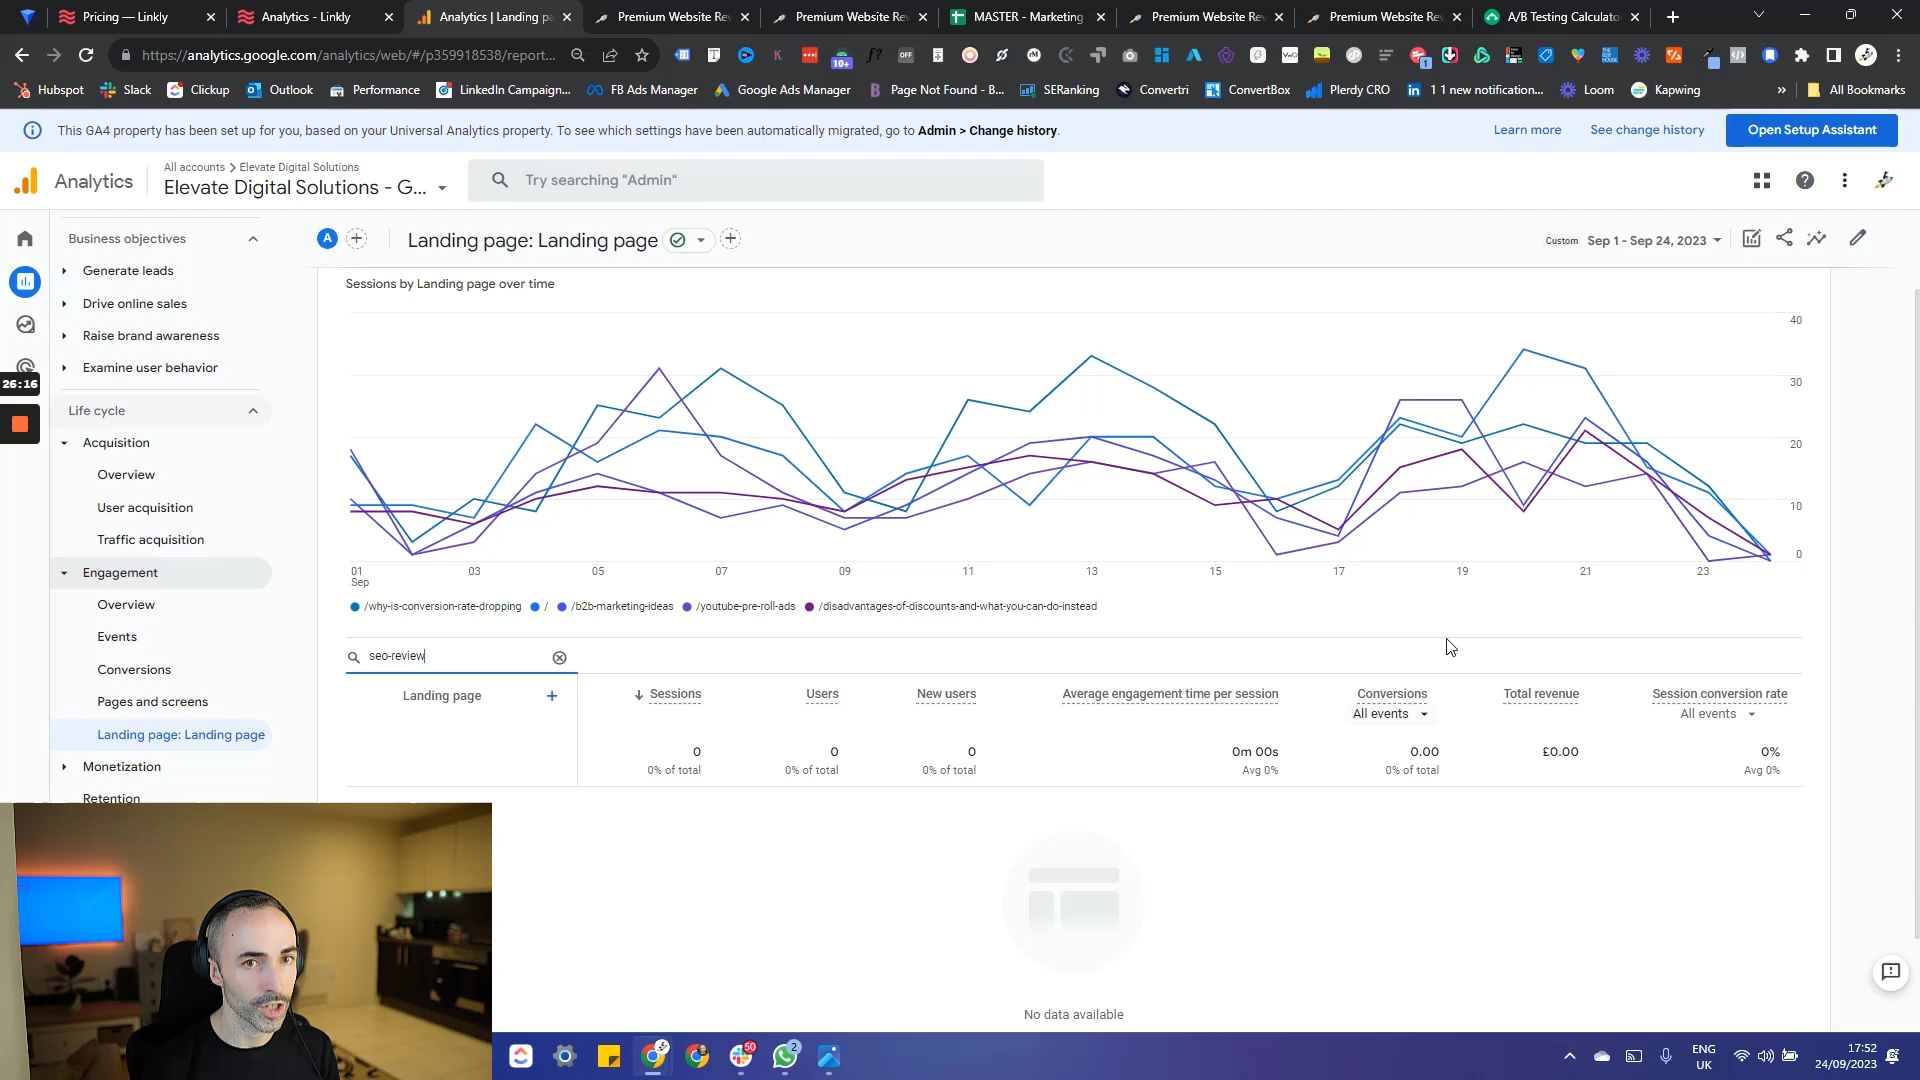 Pricing — Linkly
Analytics - Linkly
Analytics | Landing pa
Premium Website Re
Premium Website Re
MASTER - Marketing
Premium Website Re
Premium Website Re
A/B Testing Calculato
https://analytics.google.com/analytics/web/#/p359918538/report...
10+
OFF
1
Hubspot
Slack
Clickup
Outlook
Performance
LinkedIn Campaign...
FB Ads Manager
Google Ads Manager
Page Not Found - B...
SERanking
Convertri
ConvertBox
Plerdy CRO
1 1 new notification...
Loom
Kapwing
»
All Bookmarks
This GA4 property has been set up for you, based on your Universal Analytics property. To see which settings have been automatically migrated, go to Admin > Change history.
Learn more
See change history
Open Setup Assistant
Analytics
All accounts > Elevate Digital Solutions
Elevate Digital Solutions - G...
Try searching "Admin"
Business objectives
Generate leads
Drive online sales
Raise brand awareness
Examine user behavior
26:16
Life cycle
Acquisition
Overview
User acquisition
Traffic acquisition
Engagement
Overview
Events
Conversions
Pages and screens
Landing page: Landing page
Monetization
Retention
A
Landing page: Landing page
Custom Sep 1 - Sep 24, 2023
Sessions by Landing page over time
40
30
20
10
0
01 Sep
03
05
07
09
11
13
15
17
19
21
23
/why-is-conversion-rate-dropping
/
/b2b-marketing-ideas
/youtube-pre-roll-ads
/disadvantages-of-discounts-and-what-you-can-do-instead
seo-review
Landing page
Sessions
Users
New users
Average engagement time per session
Conversions
All events
Total revenue
Session conversion rate
All events
0
0
0
0m 00s
0.00
£0.00
0%
0% of total
0% of total
0% of total
Avg 0%
0% of total
Avg 0%
No data available
50
2
ENG
UK
17:52
24/09/2023